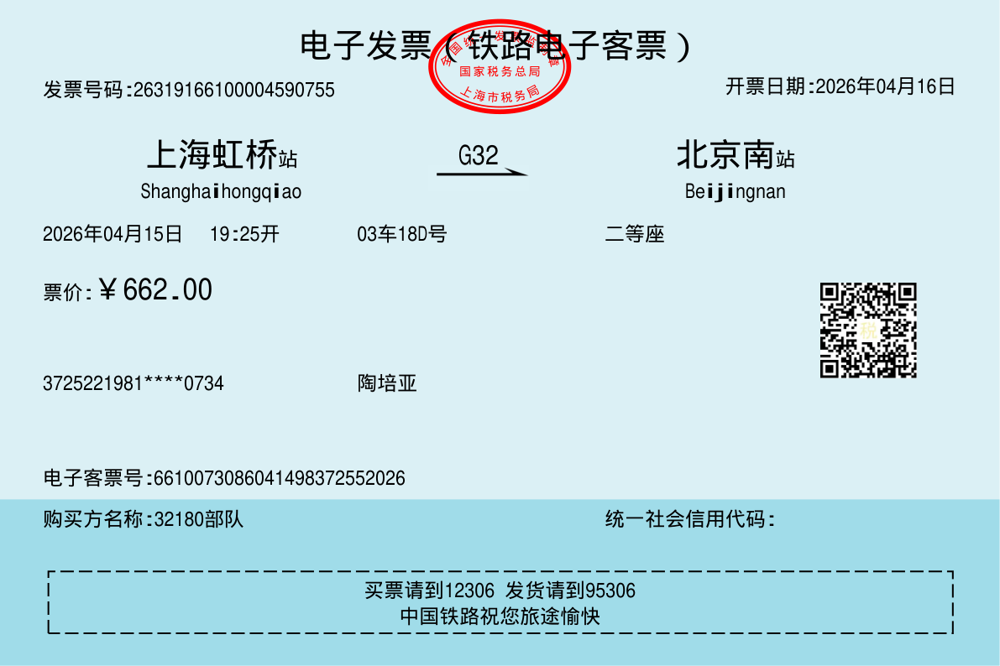 电子发票（铁路电子客票）
全国统一发票监制章
国家税务总局
上海市税务局
发票号码:26319166100004590755
开票日期:2026年04月16日
上海虹桥站 G32 北京南站
Shanghaihongqiao Beijingnan
2026年04月15日 19:25开 03车18D号 二等座
票价:￥662.00
税
3725221981****0734 陶培亚
电子客票号:6610073086041498372552026
购买方名称:32180部队 统一社会信用代码:
买票请到12306 发货请到95306
中国铁路祝您旅途愉快